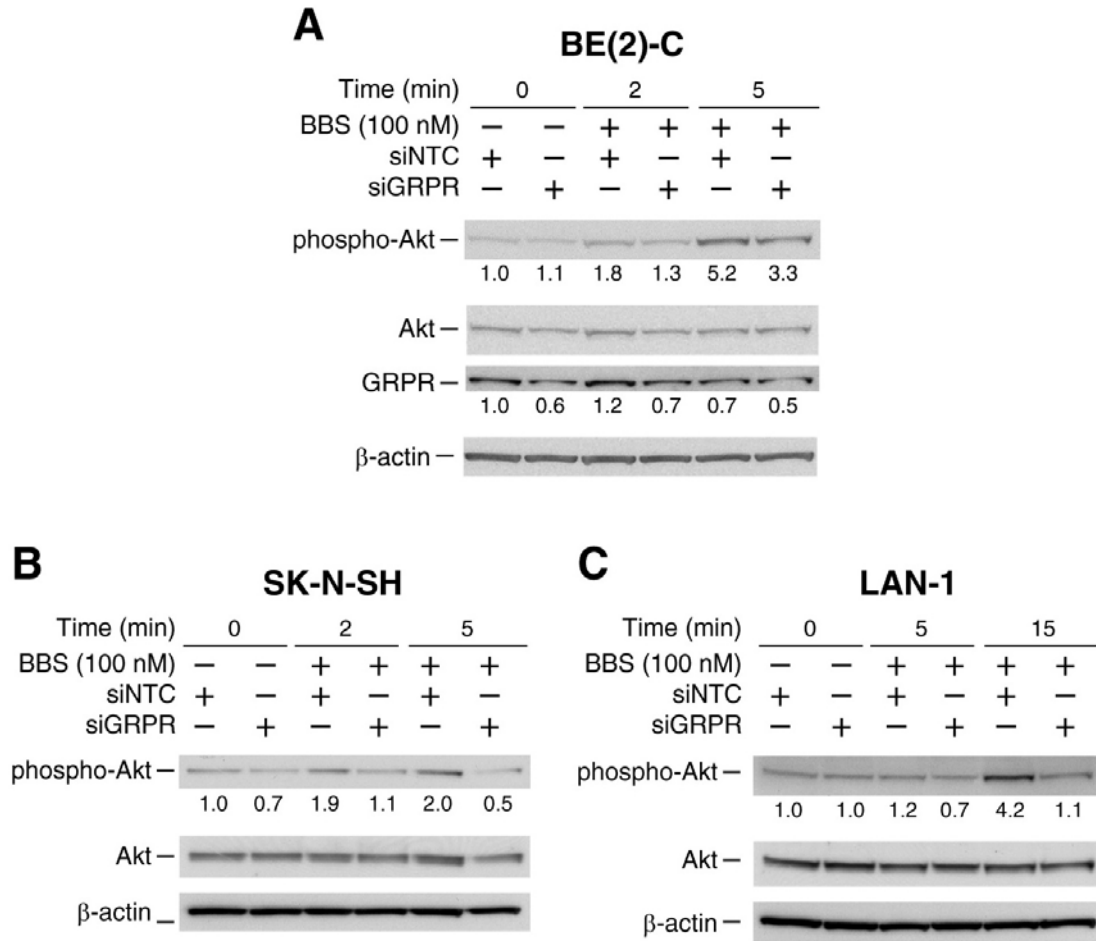 A
BE(2)-C
Time (min) 0 2 5
BBS (100 nM) − − + + + +
siNTC + − + − + −
siGRPR − + − + − +
phospho-Akt
1.0 1.1 1.8 1.3 5.2 3.3
Akt
GRPR
1.0 0.6 1.2 0.7 0.7 0.5
β-actin
B
SK-N-SH
Time (min) 0 2 5
BBS (100 nM) − − + + + +
siNTC + − + − + −
siGRPR − + − + − +
phospho-Akt
1.0 0.7 1.9 1.1 2.0 0.5
Akt
β-actin
C
LAN-1
Time (min) 0 5 15
BBS (100 nM) − − + + + +
siNTC + − + − + −
siGRPR − + − + − +
phospho-Akt
1.0 1.0 1.2 0.7 4.2 1.1
Akt
β-actin